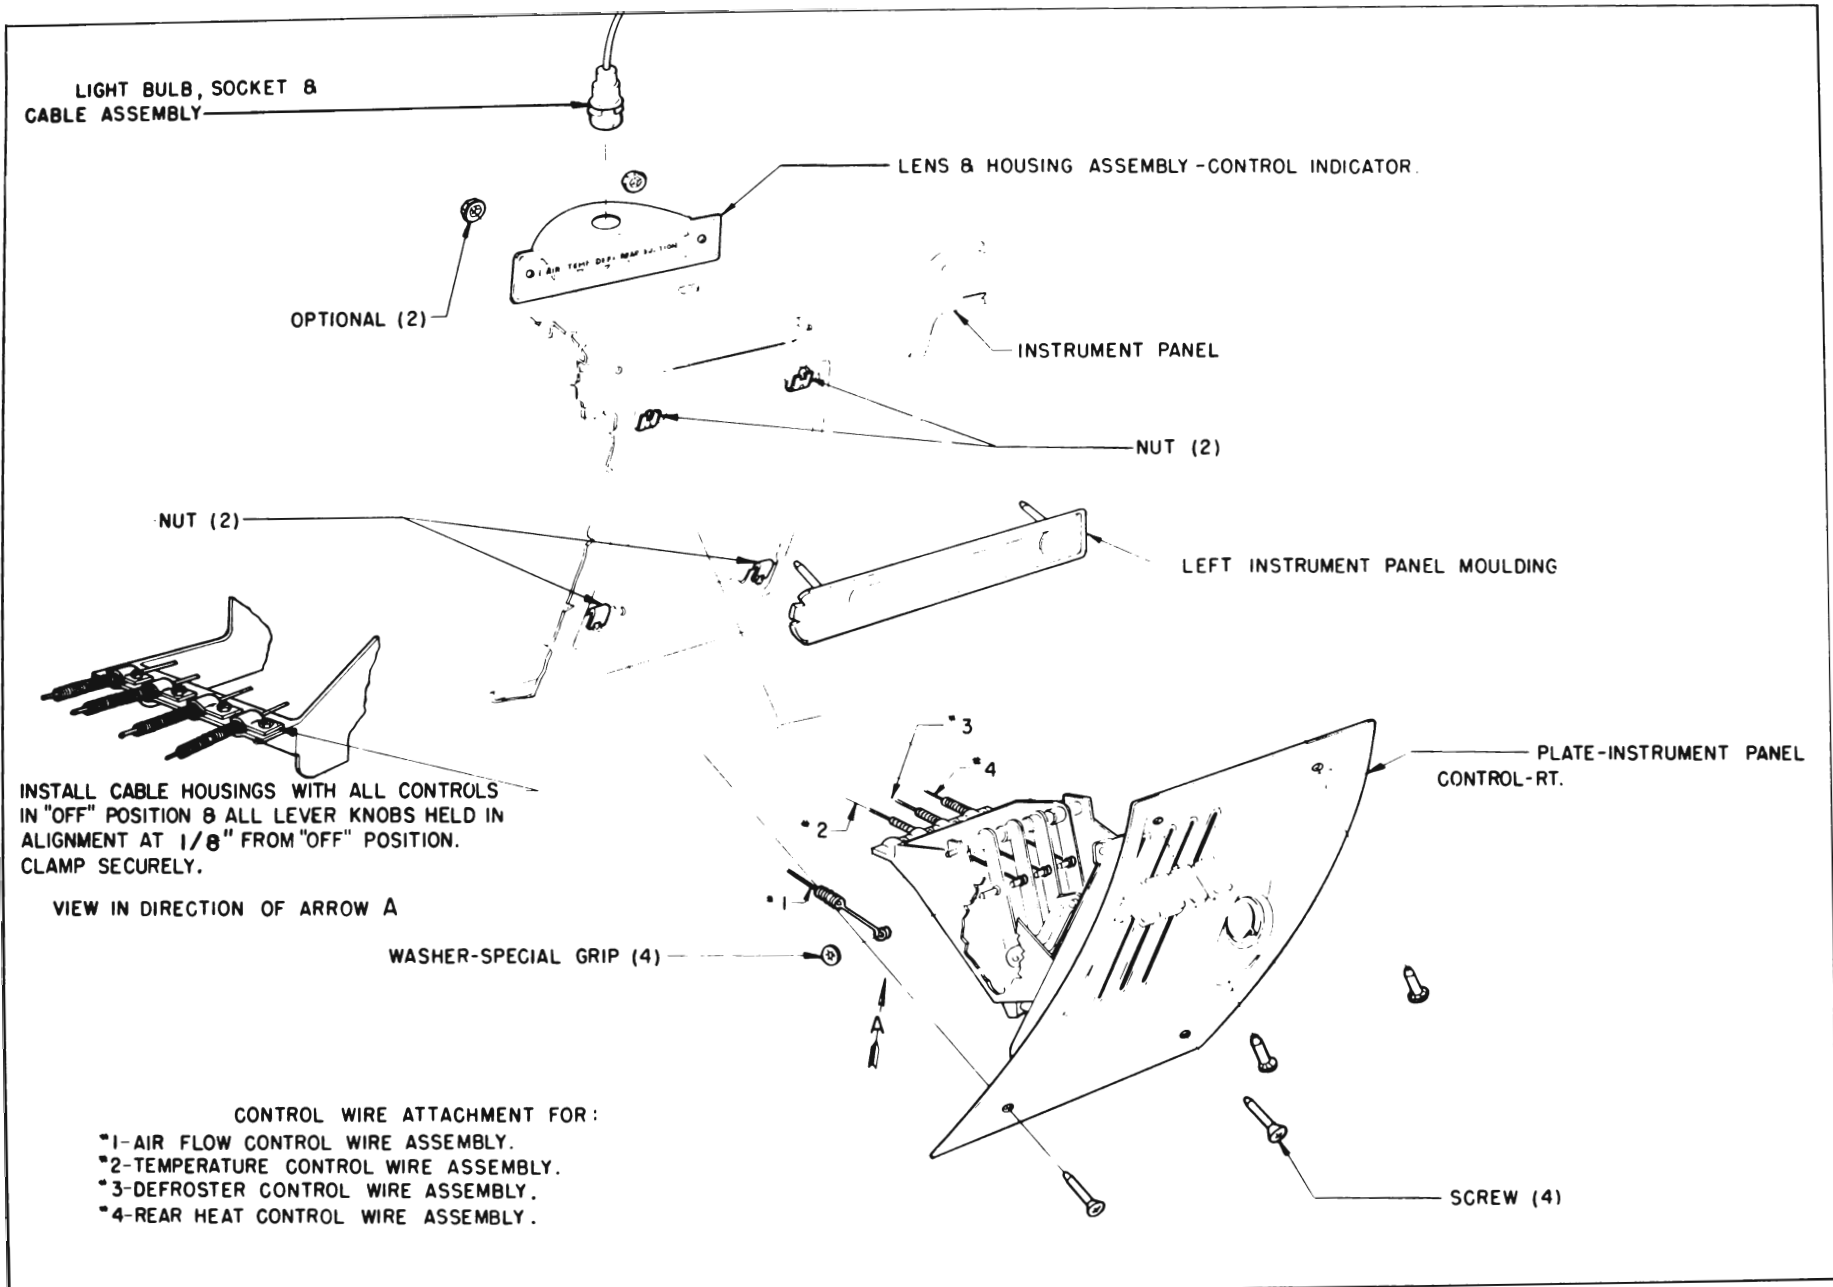 LIGHT BULB, SOCKET &
CABLE ASSEMBLY
LENS & HOUSING ASSEMBLY-CONTROL INDICATOR.
AIR TEMP DEF. REAR
OPTIONAL (2)
INSTRUMENT PANEL
NUT (2)
NUT (2)
LEFT INSTRUMENT PANEL MOULDING
*3
*4
*2
*1
PLATE-INSTRUMENT PANEL
CONTROL-RT.
INSTALL CABLE HOUSINGS WITH ALL CONTROLS
IN "OFF" POSITION & ALL LEVER KNOBS HELD IN
ALIGNMENT AT 1/8" FROM "OFF" POSITION.
CLAMP SECURELY.
VIEW IN DIRECTION OF ARROW A
WASHER-SPECIAL GRIP (4)
A
CONTROL WIRE ATTACHMENT FOR:
*1-AIR FLOW CONTROL WIRE ASSEMBLY.
*2-TEMPERATURE CONTROL WIRE ASSEMBLY.
*3-DEFROSTER CONTROL WIRE ASSEMBLY.
*4-REAR HEAT CONTROL WIRE ASSEMBLY.
SCREW (4)